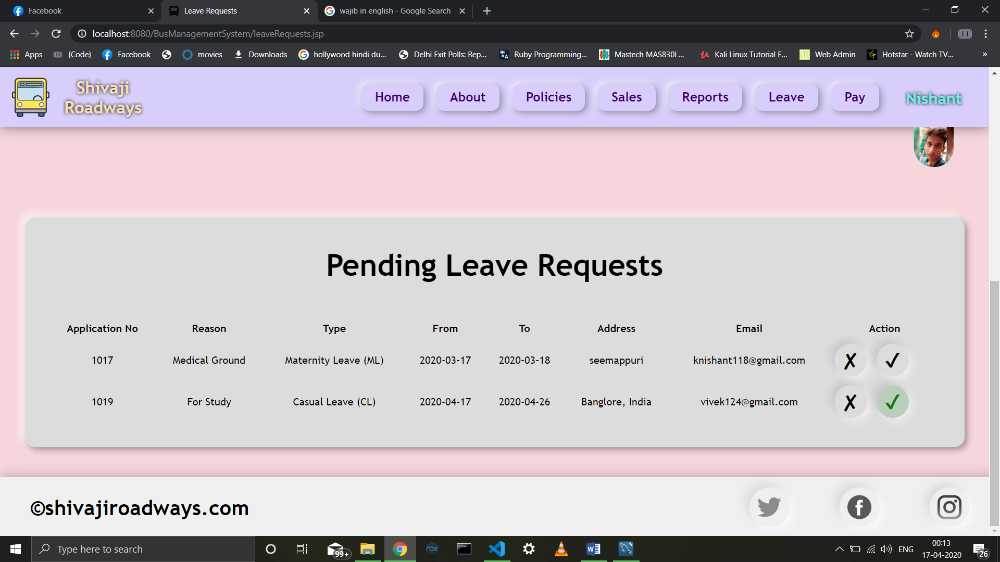 Facebook
Leave Requests
wajib in english - Google Search
localhost:8080/BusManagementSystem/leaveRequests.jsp
Apps
{Code}
Facebook
movies
Downloads
hollywood hindi du...
Delhi Exit Polls: Rep...
Ruby Programming...
Mastech MAS830L...
Kali Linux Tutorial F...
LTE
Web Admin
Hotstar - Watch TV...
»
Shivaji
Roadways
Home
About
Policies
Sales
Reports
Leave
Pay
Nishant
Pending Leave Requests
Application No Reason Type From To Address Email Action
1017 Medical Ground Maternity Leave (ML) 2020-03-17 2020-03-18 seemappuri knishant118@gmail.com ✗ ✓
1019 For Study Casual Leave (CL) 2020-04-17 2020-04-26 Banglore, India vivek124@gmail.com ✗ ✓
©shivajiroadways.com
Type here to search
99+
nox
ENG
00:13
17-04-2020
26